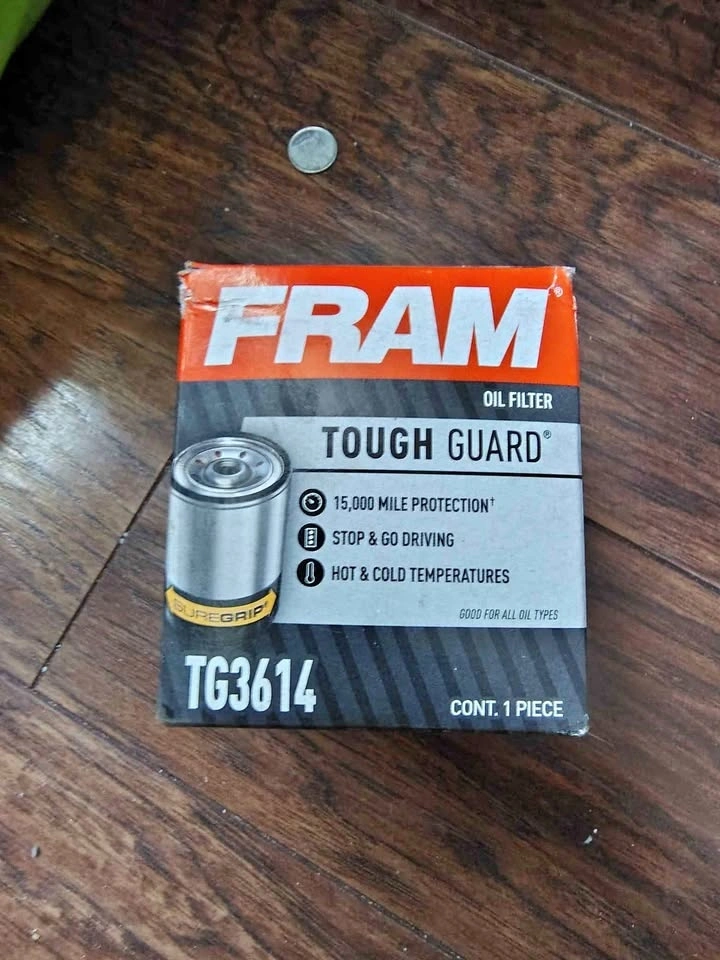 FRAM®
OIL FILTER
TOUGH GUARD®
15,000 MILE PROTECTION†
STOP & GO DRIVING
HOT & COLD TEMPERATURES
SUREGRIP®
GOOD FOR ALL OIL TYPES
TG3614
CONT. 1 PIECE